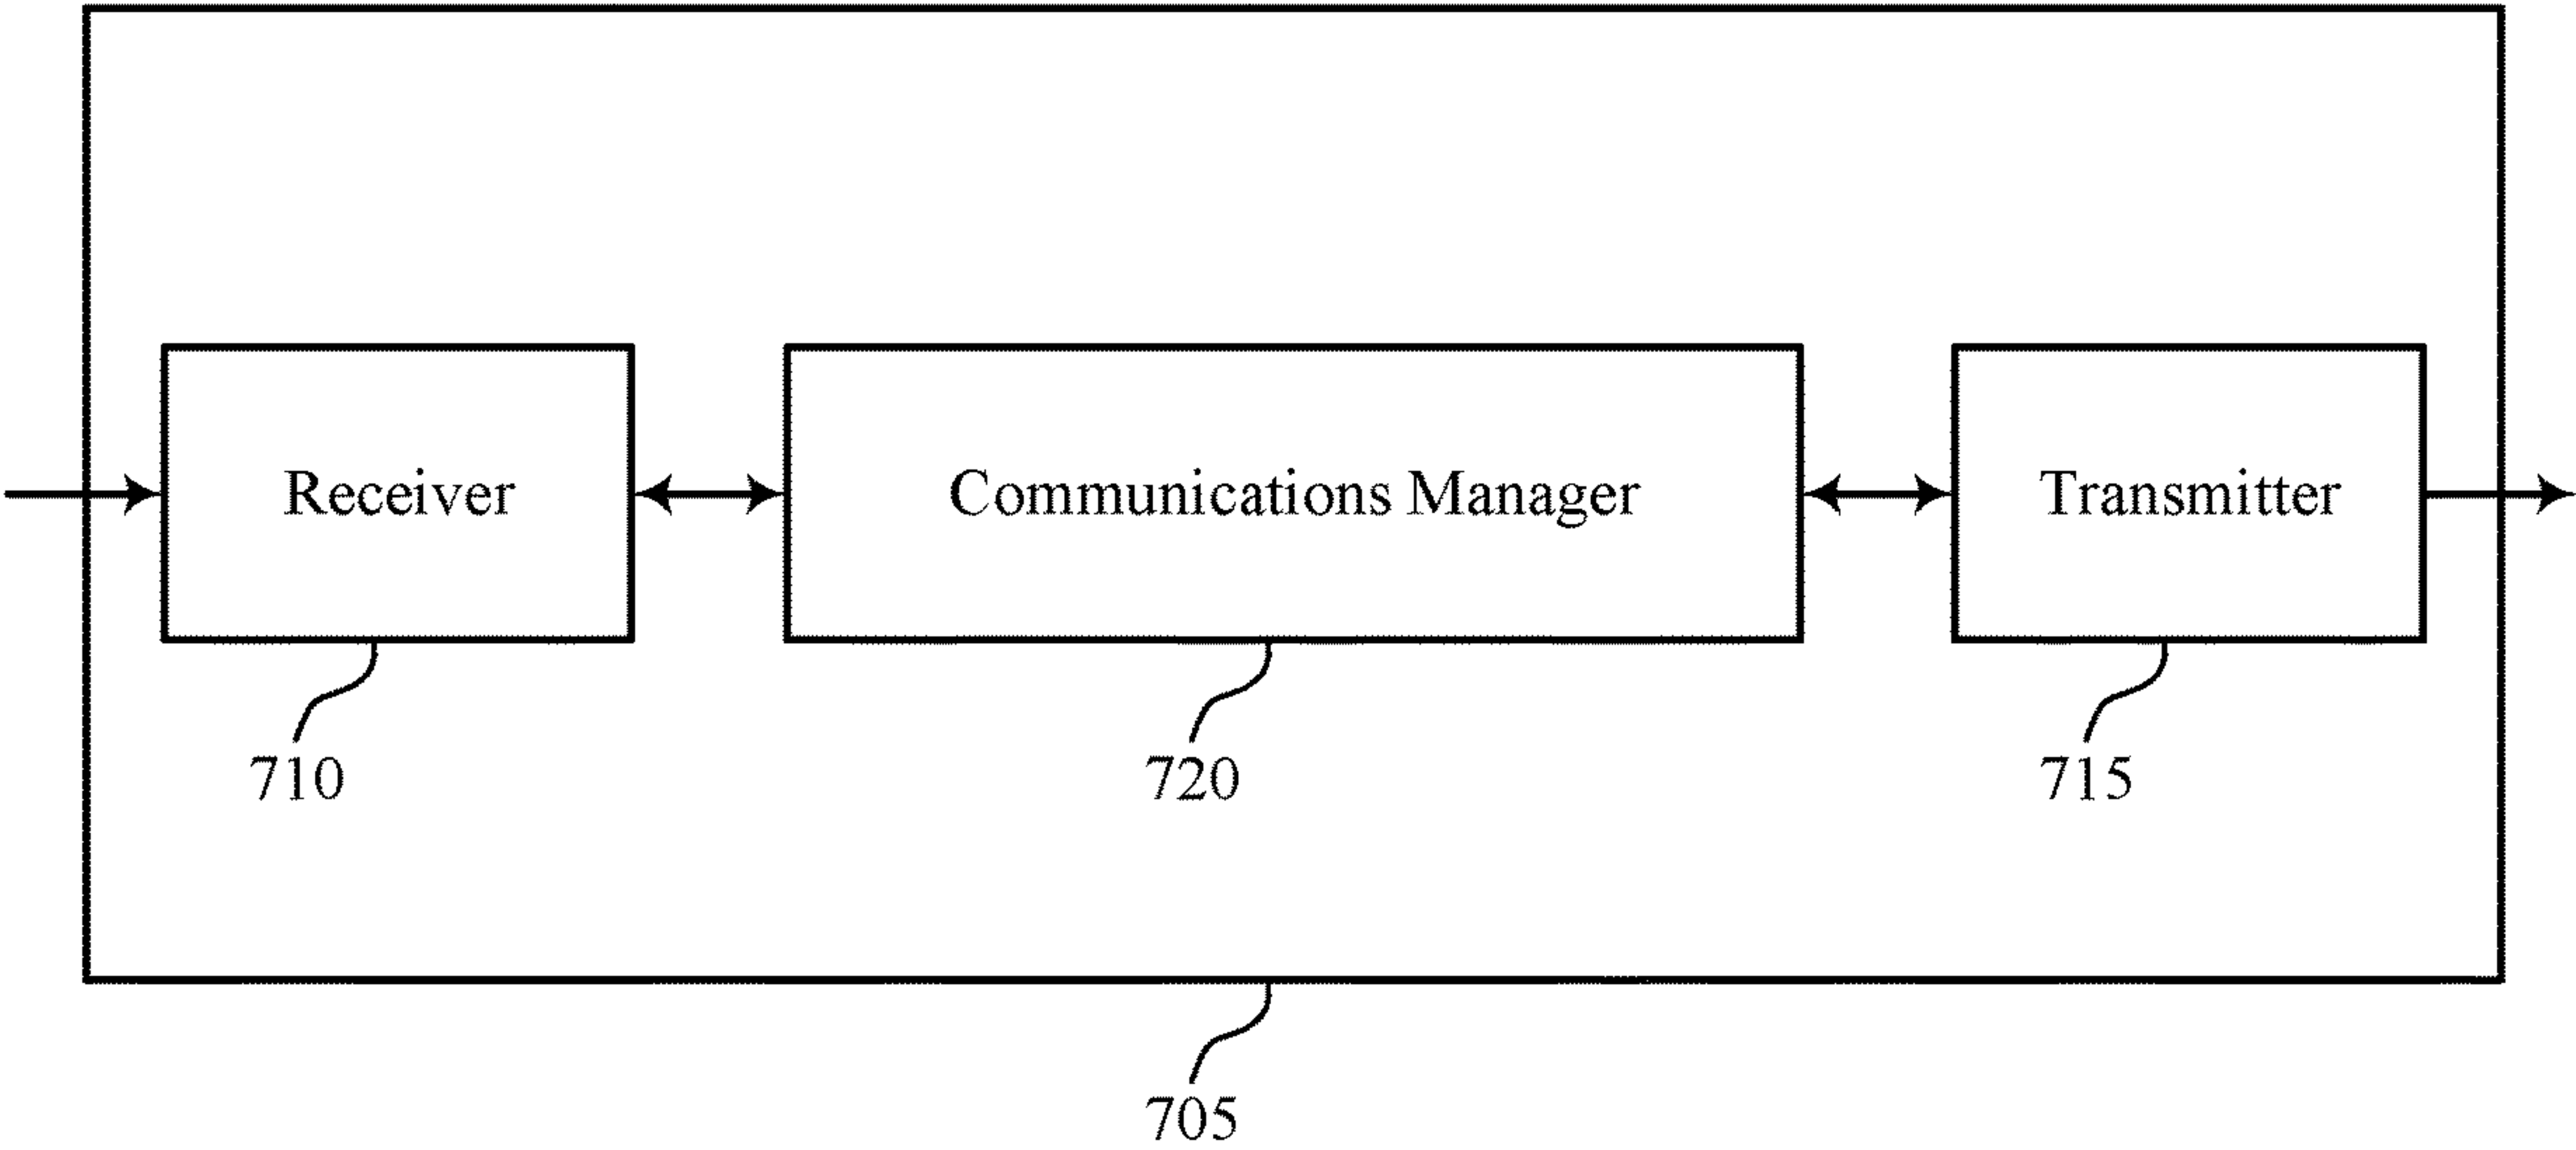 Receiver
Communications Manager
Transmitter
710
720
715
705